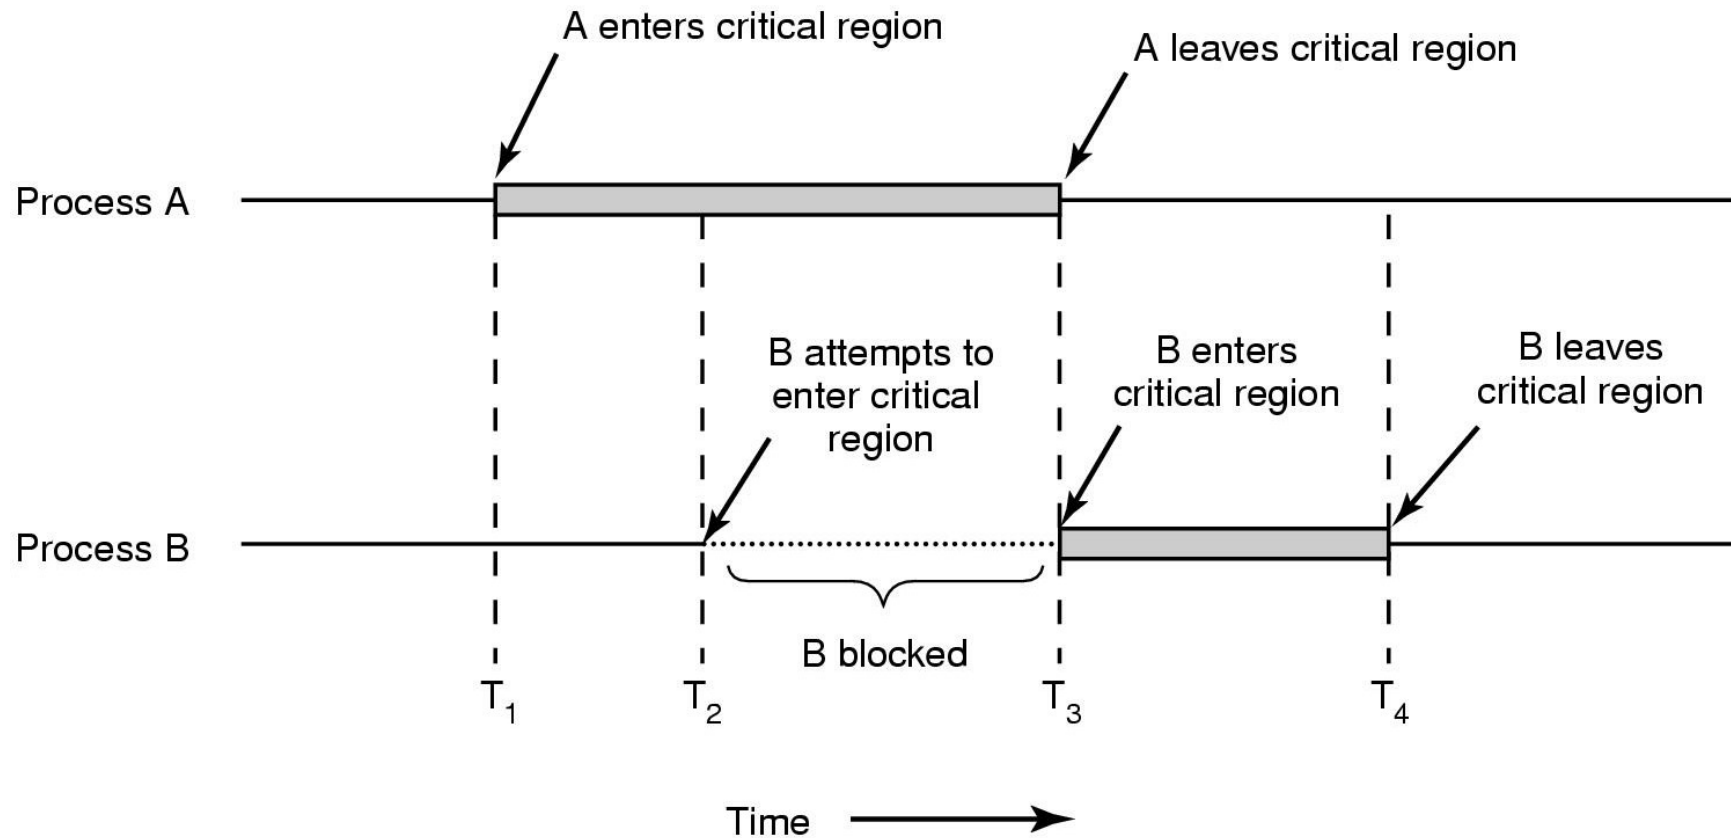 A enters critical region
A leaves critical region
Process A
B attempts to
enter critical
region
B enters
critical region
B leaves
critical region
Process B
B blocked
T1
T2
T3
T4
Time